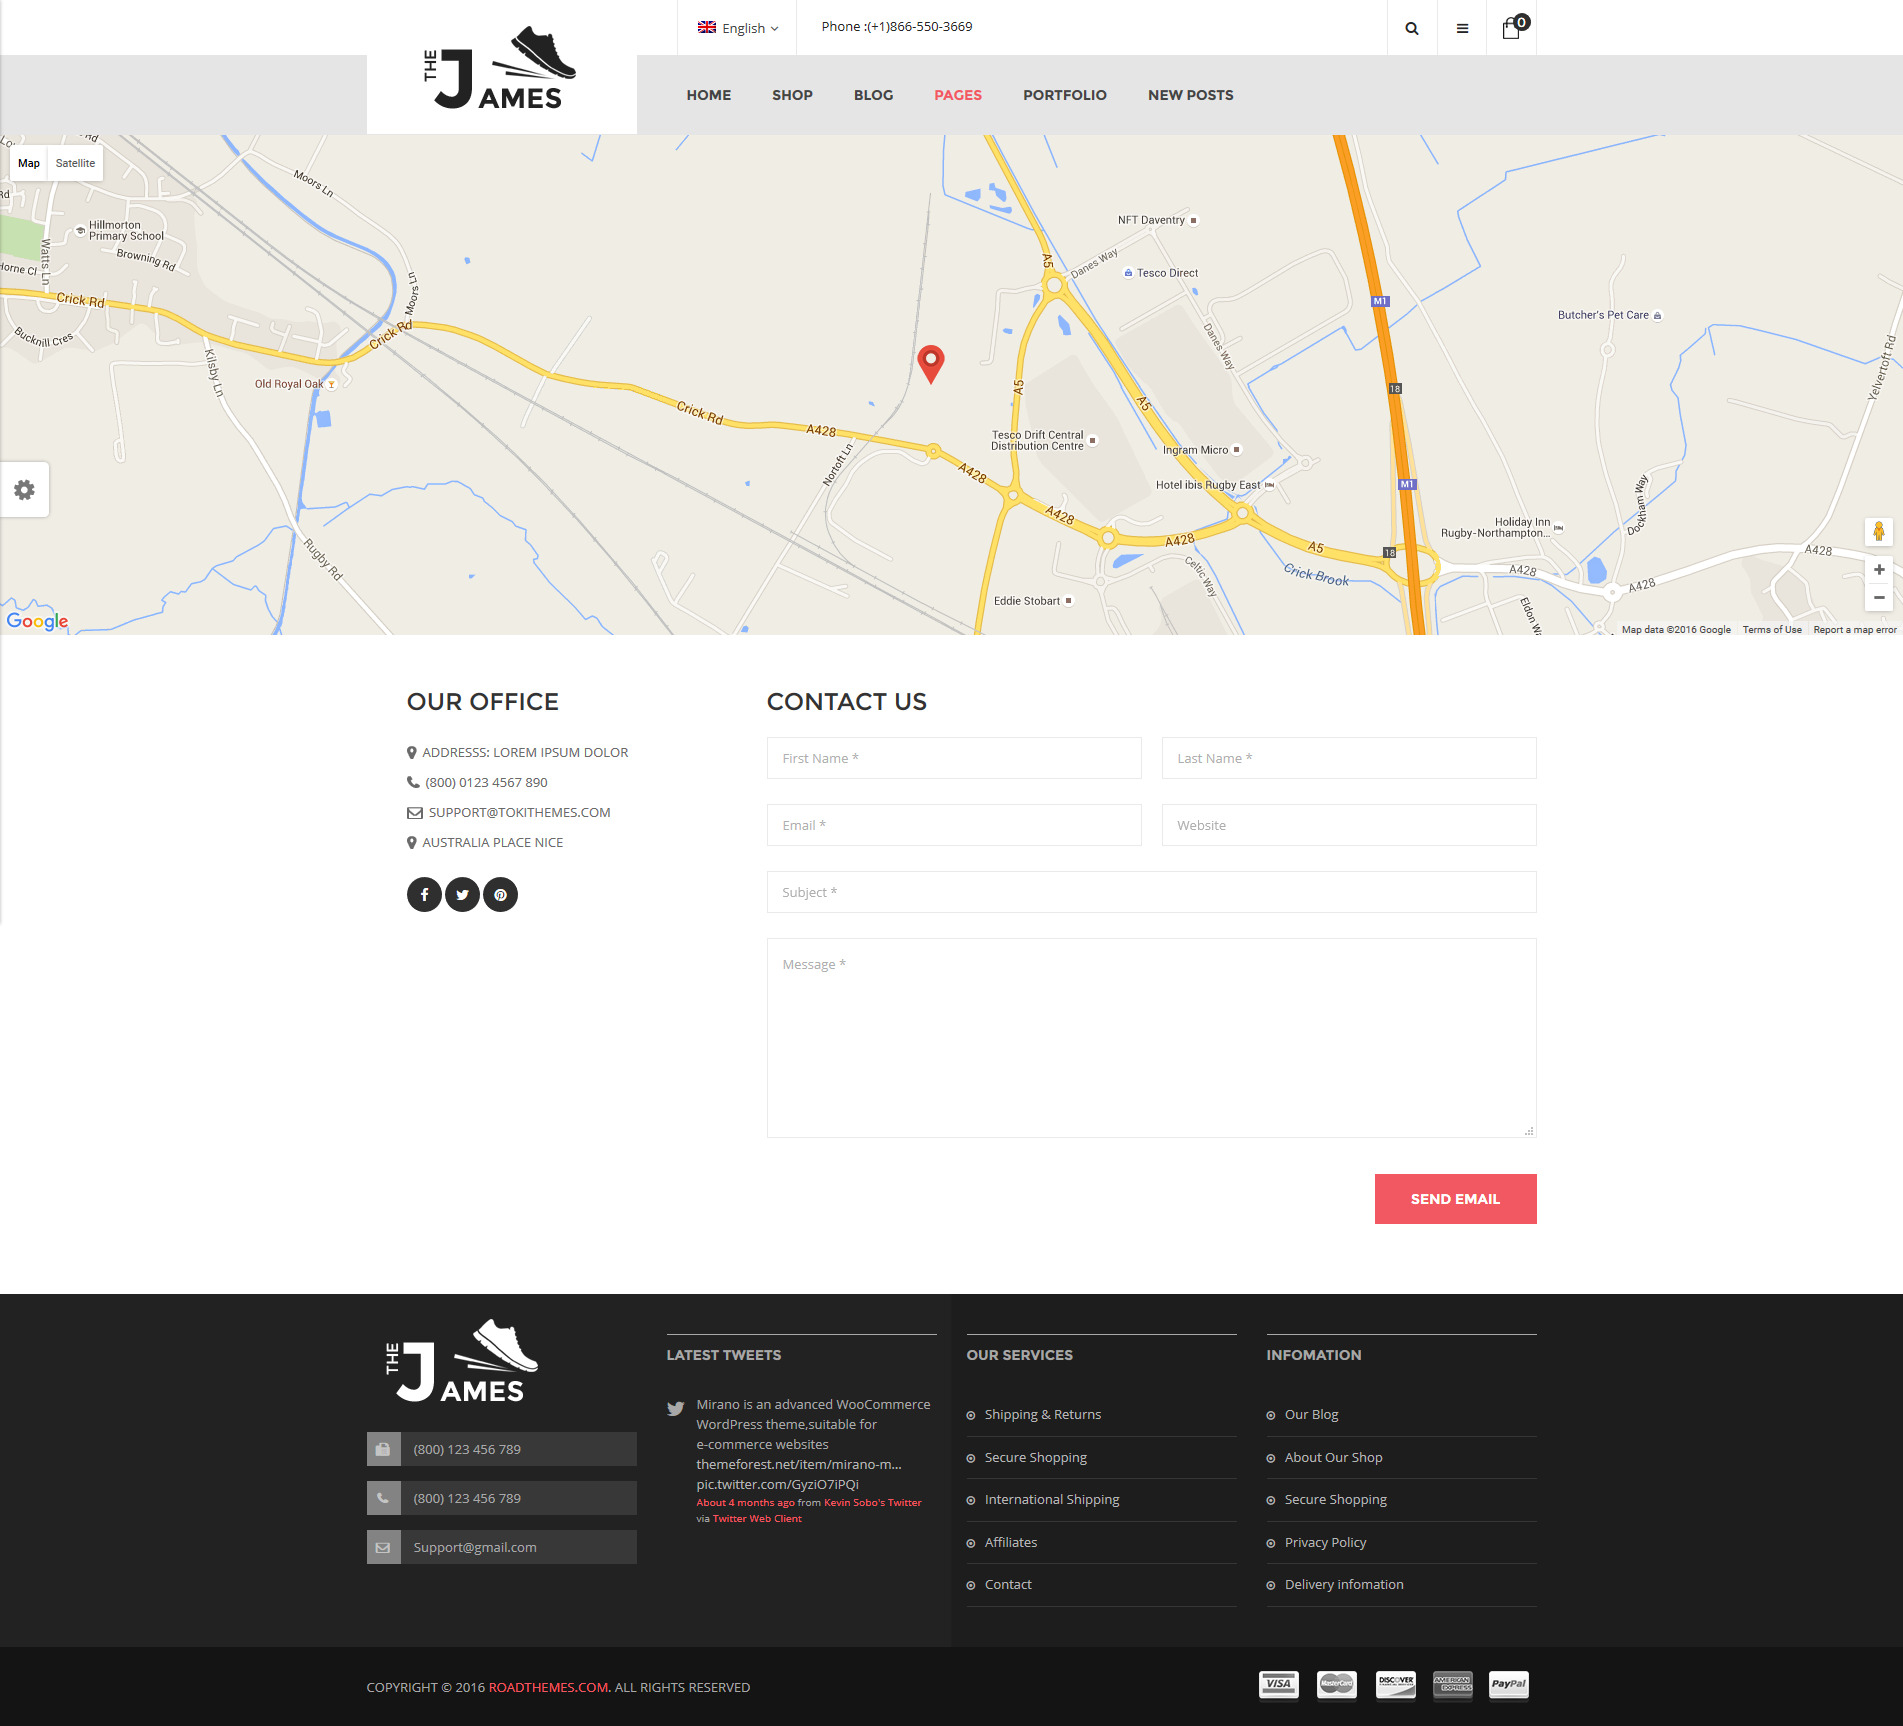 English
Phone :(+1)866-550-3669
0
THE JAMES
HOME
SHOP
BLOG
PAGES
PORTFOLIO
NEW POSTS
Map
Satellite
Moors Ln
Hillmorton
Primary School
Browning Rd
Watts Ln
Horne Cl
Crick Rd
Bucknill Cres
Moors Ln
Crick Rd
Kilsby Ln
Old Royal Oak
Crick Rd
A428
Nortoft Ln
Rugby Rd
NFT Daventry
Danes Way
A5
Tesco Direct
Danes Way
M1
Butcher's Pet Care
Yelvertoft Rd
A5
A5
18
Tesco Drift Central
Distribution Centre
Ingram Micro
A428
Hotel ibis Rugby East
M1
Dockham Way
A428
Holiday Inn
Rugby-Northampton...
A428
A5
18
A428
A428
A428
Celtic Way
Crick Brook
Eddie Stobart
Eldon Wa
Google
Map data ©2016 Google
Terms of Use
Report a map error
OUR OFFICE
ADDRESSS: LOREM IPSUM DOLOR
(800) 0123 4567 890
SUPPORT@TOKITHEMES.COM
AUSTRALIA PLACE NICE
CONTACT US
First Name *
Last Name *
Email *
Website
Subject *
Message *
SEND EMAIL
THE JAMES
(800) 123 456 789
(800) 123 456 789
Support@gmail.com
LATEST TWEETS
Mirano is an advanced WooCommerce
WordPress theme,suitable for
e-commerce websites
themeforest.net/item/mirano-m...
pic.twitter.com/GyziO7iPQi
About 4 months ago from Kevin Sobo's Twitter
via Twitter Web Client
OUR SERVICES
Shipping & Returns
Secure Shopping
International Shipping
Affiliates
Contact
INFOMATION
Our Blog
About Our Shop
Secure Shopping
Privacy Policy
Delivery infomation
COPYRIGHT © 2016 ROADTHEMES.COM. ALL RIGHTS RESERVED
VISA
MasterCard
DISCOVER
AMERICAN EXPRESS
PayPal